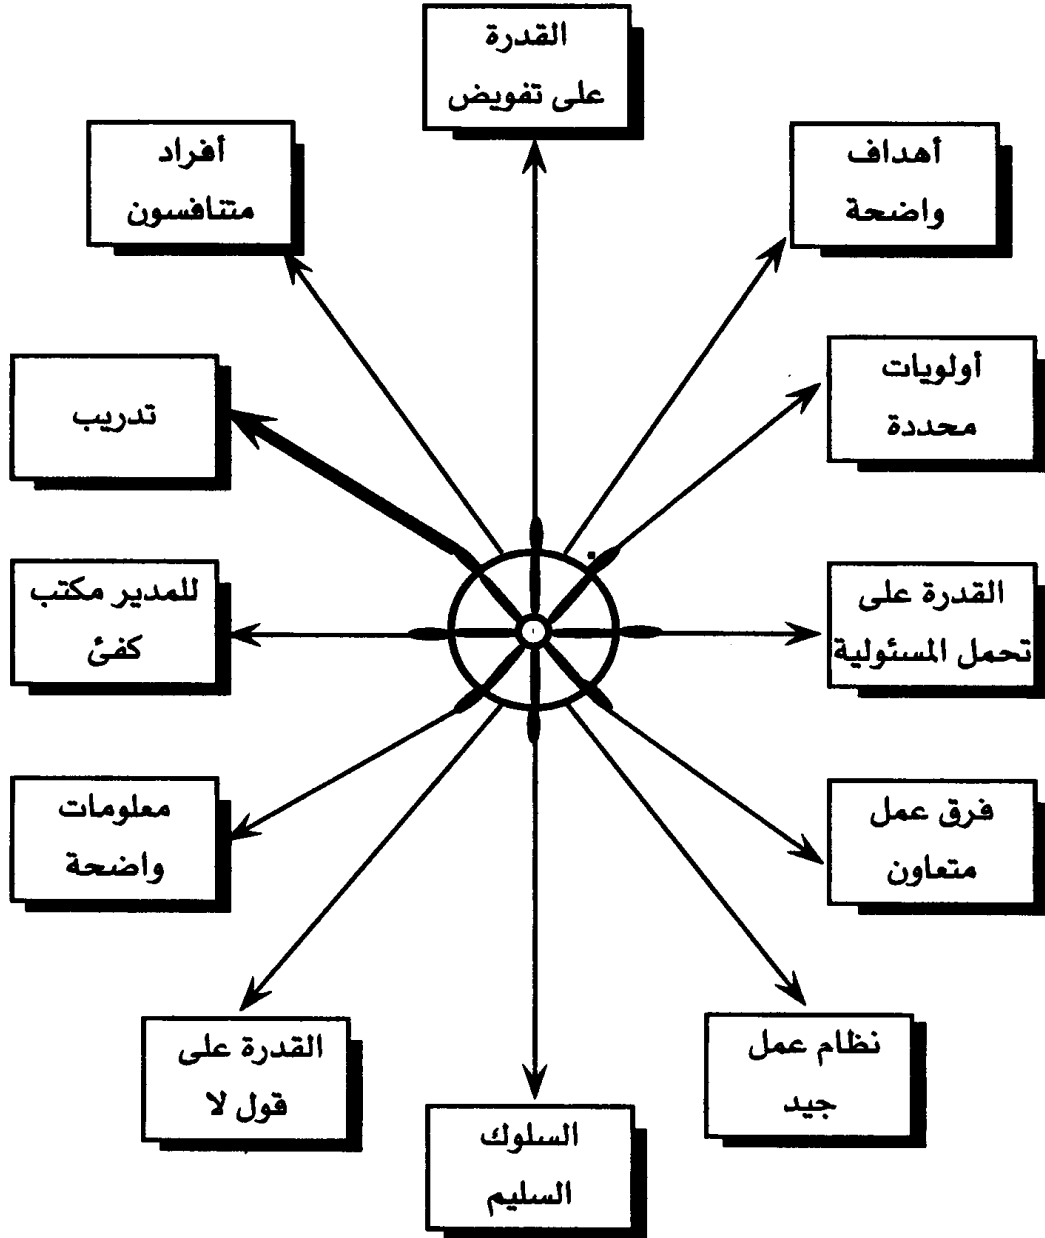 القدرة
على تفويض
أهداف
واضحة
أولويات
محددة
القدرة على
تحمل المسئولية
فرق عمل
متعاون
نظام عمل
جيد
السلوك
السليم
القدرة على
قول لا
معلومات
واضحة
للمدير مكتب
كفئ
تدريب
أفراد
متنافسون